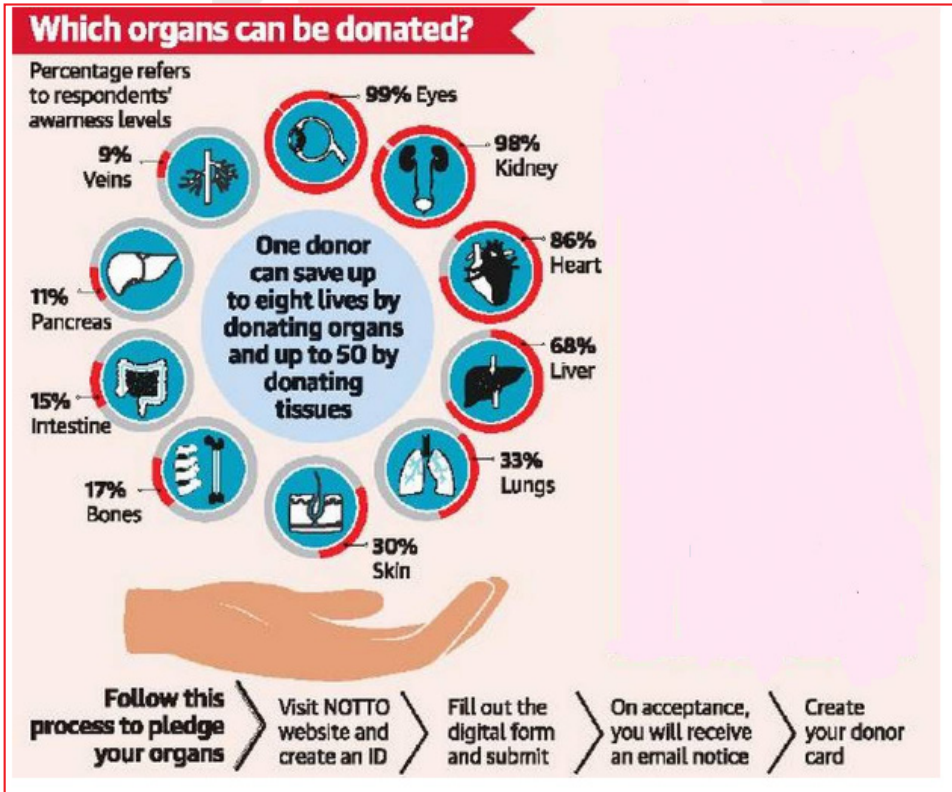 Which organs can be donated?
Percentage refers
to respondents'
awarness levels
99% Eyes
98%
Kidney
86%
Heart
68%
Liver
33%
Lungs
30%
Skin
17%
Bones
15%
Intestine
11%
Pancreas
9%
Veins
One donor
can save up
to eight lives by
donating organs
and up to 50 by
donating
tissues
Follow this
process to pledge
your organs
Visit NOTTO
website and
create an ID
Fill out the
digital form
and submit
On acceptance,
you will receive
an email notice
Create
your donor
card